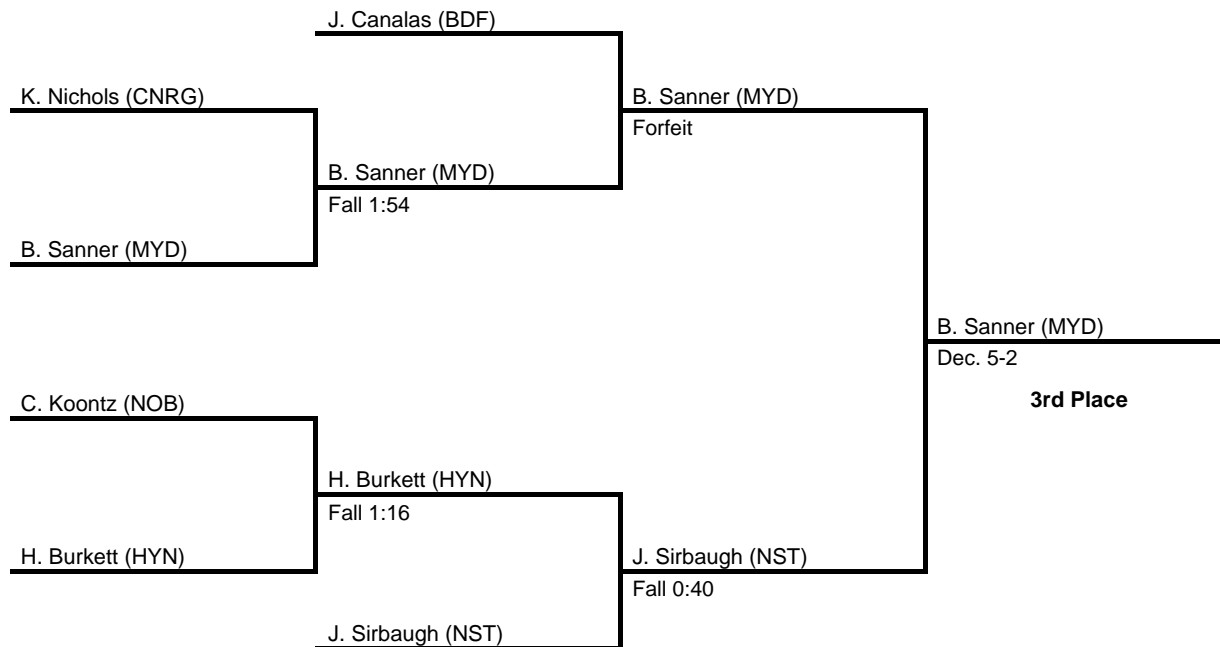 J. Canalas (BDF)
K. Nichols (CNRG)
B. Sanner (MYD)
Forfeit
B. Sanner (MYD)
Fall 1:54
B. Sanner (MYD)
B. Sanner (MYD)
Dec. 5-2
3rd Place
C. Koontz (NOB)
H. Burkett (HYN)
Fall 1:16
H. Burkett (HYN)
J. Sirbaugh (NST)
Fall 0:40
J. Sirbaugh (NST)